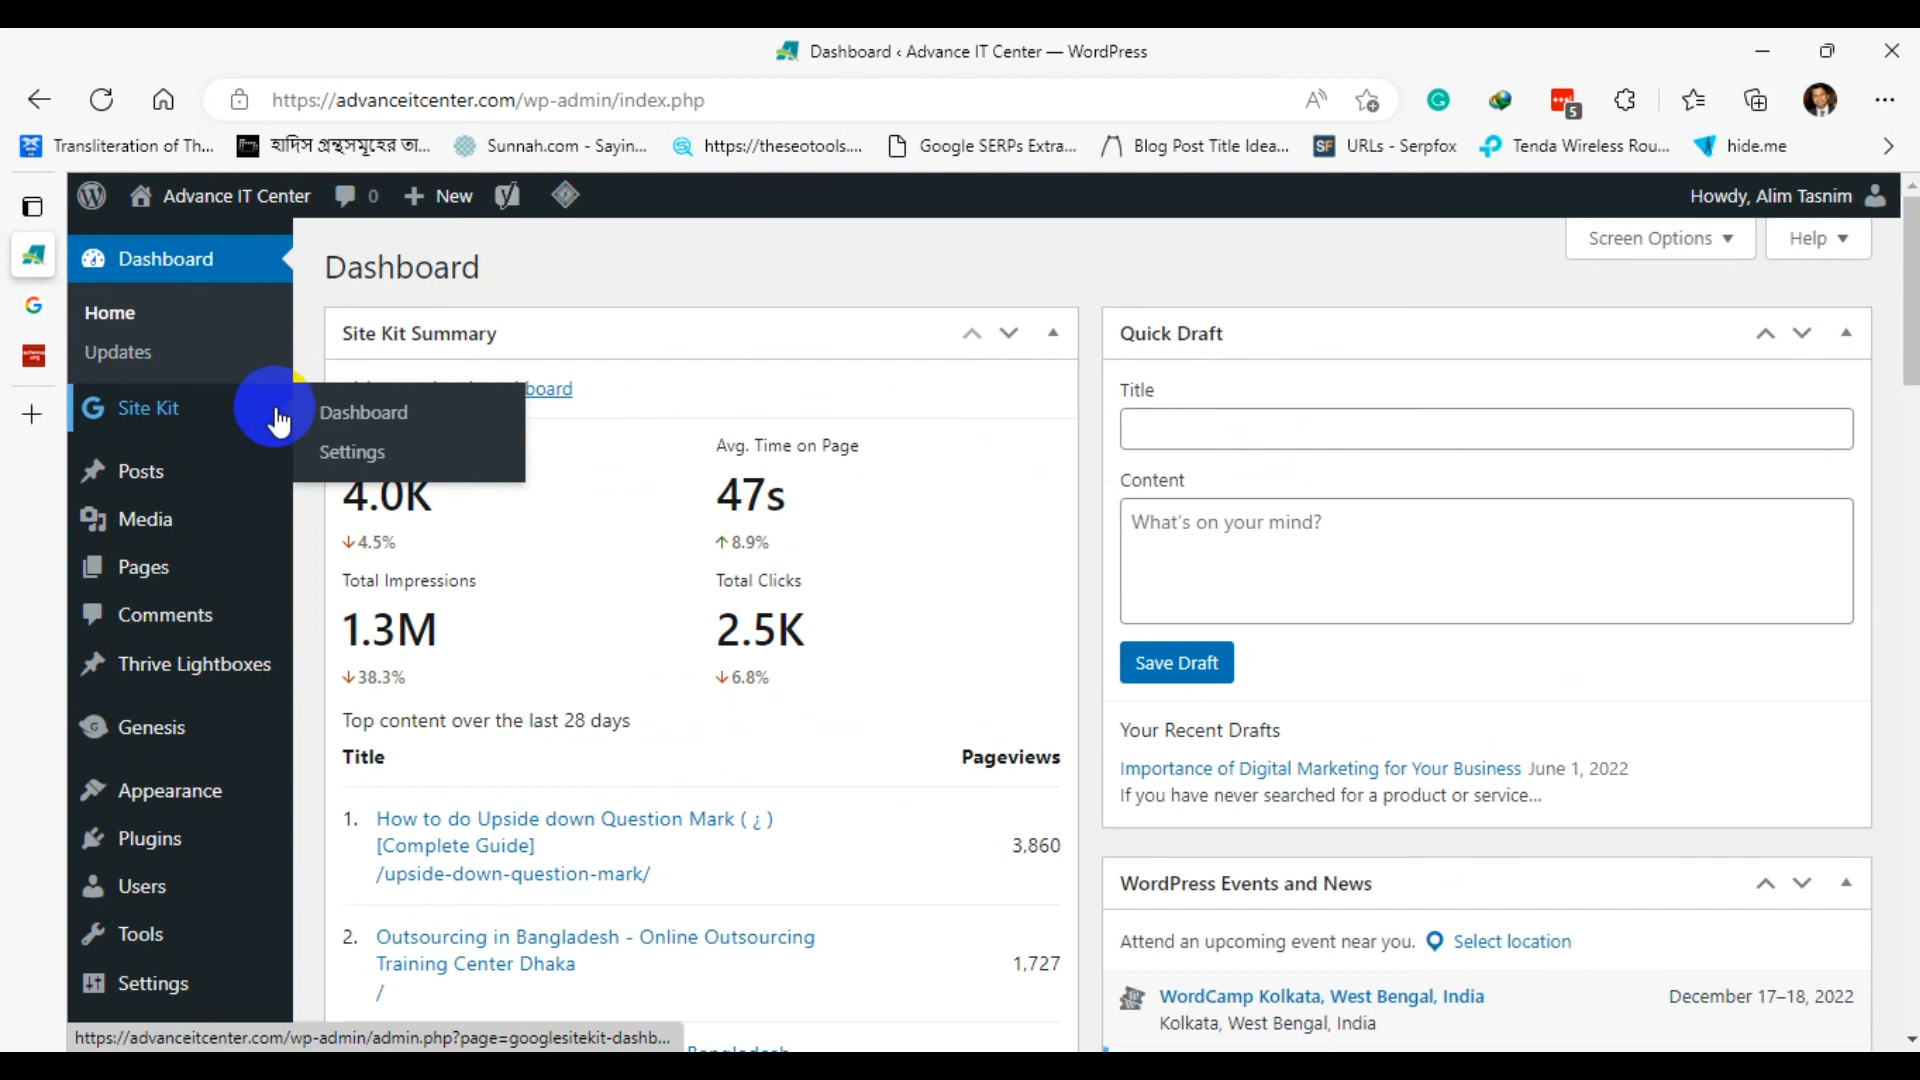 Dashboard ‹ Advance IT Center — WordPress
https://advanceitcenter.com/wp-admin/index.php
5
Transliteration of Th...
হাদিস গ্রন্থসমূহের তা...
Sunnah.com - Sayin...
https://theseotools....
Google SERPs Extra...
Blog Post Title Idea...
SF
URLs - Serpfox
Tenda Wireless Rou...
hide.me
Advance IT Center
0
New
Howdy, Alim Tasnim
Screen Options
Help
Dashboard
Home
Updates
Site Kit
Dashboard
Settings
Posts
Media
Pages
Comments
Thrive Lightboxes
Genesis
Appearance
Plugins
Users
Tools
Settings
Dashboard
Site Kit Summary
board
4.0K
4.5%
Avg. Time on Page
47s
8.9%
Total Impressions
1.3M
38.3%
Total Clicks
2.5K
6.8%
Top content over the last 28 days
Title Pageviews
1. How to do Upside down Question Mark ( ¿ )
[Complete Guide]
/upside-down-question-mark/
3,860
2. Outsourcing in Bangladesh - Online Outsourcing
Training Center Dhaka
/
1,727
Quick Draft
Title
Content
What's on your mind?
Save Draft
Your Recent Drafts
Importance of Digital Marketing for Your Business June 1, 2022
If you have never searched for a product or service...
WordPress Events and News
Attend an upcoming event near you. Select location
WordCamp Kolkata, West Bengal, India December 17–18, 2022
Kolkata, West Bengal, India
https://advanceitcenter.com/wp-admin/admin.php?page=googlesitekit-dashb...